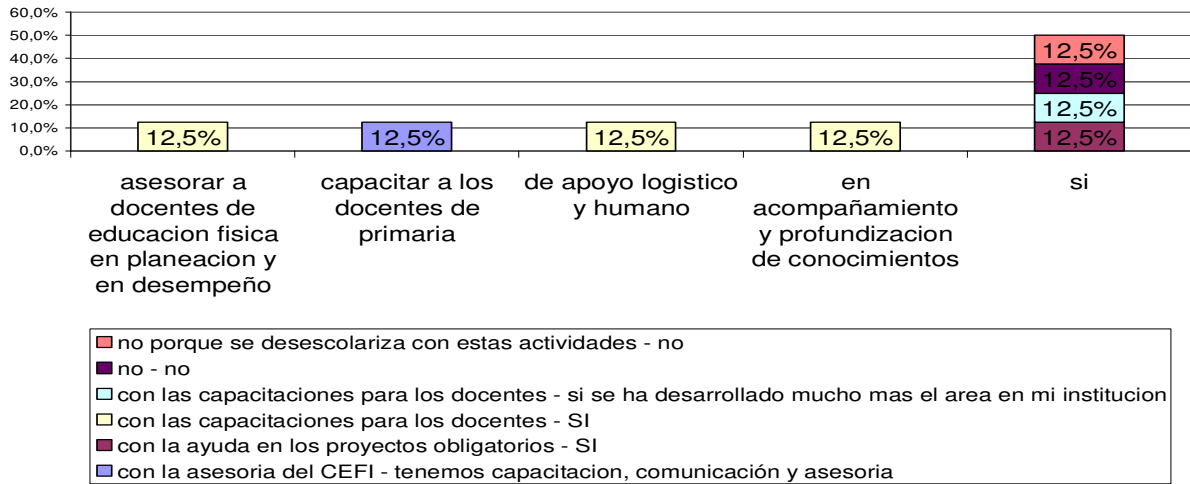 60,0%
50,0%
40,0%
30,0%
20,0%
10,0%
0,0%
12,5%
12,5%
12,5%
12,5%
12,5%
12,5%
12,5%
12,5%
asesorar a
docentes de
educacion fisica
en planeacion y
en desempeño
capacitar a los
docentes de
primaria
de apoyo logistico
y humano
en
acompañamiento
y profundizacion
de conocimientos
si
no porque se desescolariza con estas actividades - no
no - no
con las capacitaciones para los docentes - si se ha desarrollado mucho mas el area en mi institucion
con las capacitaciones para los docentes - SI
con la ayuda en los proyectos obligatorios - SI
con la asesoria del CEFI - tenemos capacitacion, comunicación y asesoria